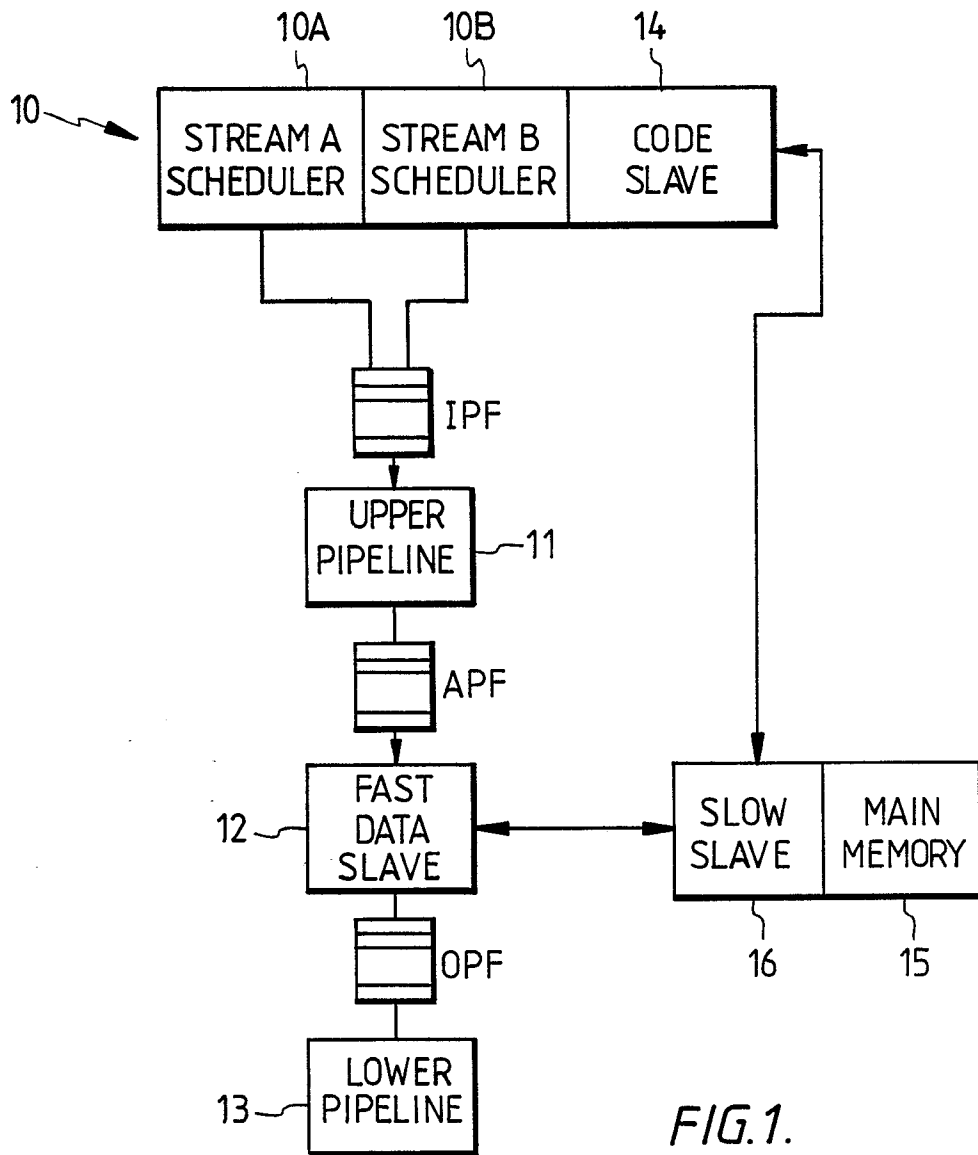 10A 10B 14
10
STREAM A
SCHEDULER
STREAM B
SCHEDULER
CODE
SLAVE
IPF
UPPER
PIPELINE
11
APF
12
FAST
DATA
SLAVE
SLOW
SLAVE
MAIN
MEMORY
16 15
OPF
13
LOWER
PIPELINE
FIG.1.